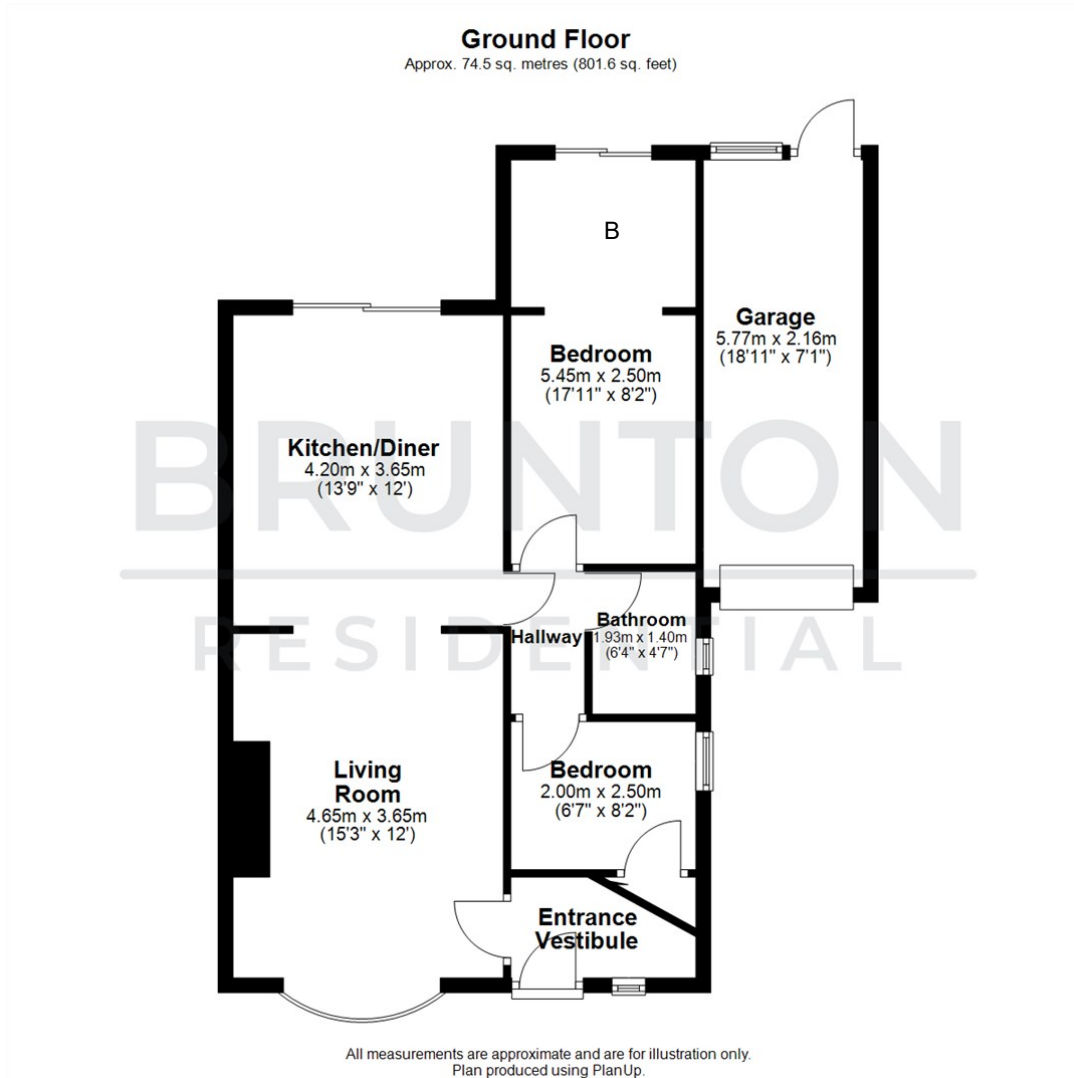 Ground Floor
Approx. 74.5 sq. metres (801.6 sq. feet)
B
Garage
5.77m x 2.16m
(18'11" x 7'1")
Bedroom
5.45m x 2.50m
(17'11" x 8'2")
Kitchen/Diner
4.20m x 3.65m
(13'9" x 12')
BRUNTON
RESIDENTIAL
Bathroom
1.93m x 1.40m
(6'4" x 4'7")
Hallway
Living
Room
4.65m x 3.65m
(15'3" x 12')
Bedroom
2.00m x 2.50m
(6'7" x 8'2")
Entrance
Vestibule
All measurements are approximate and are for illustration only.
Plan produced using PlanUp.